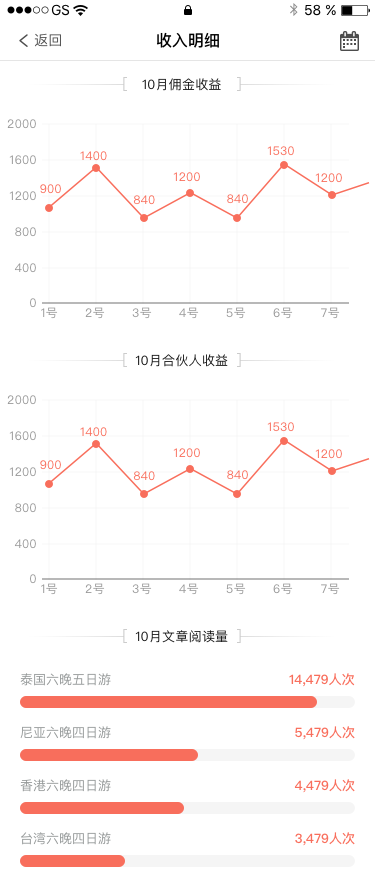 GS 58 %
返回 收入明细
10月佣金收益
2000
1600
1200
800
400
0
900 1400 840 1200 840 1530 1200
1号 2号 3号 4号 5号 6号 7号
10月合伙人收益
2000
1600
1200
800
400
0
900 1400 840 1200 840 1530 1200
1号 2号 3号 4号 5号 6号 7号
10月文章阅读量
泰国六晚五日游 14,479人次
尼亚六晚四日游 5,479人次
香港六晚四日游 4,479人次
台湾六晚四日游 3,479人次